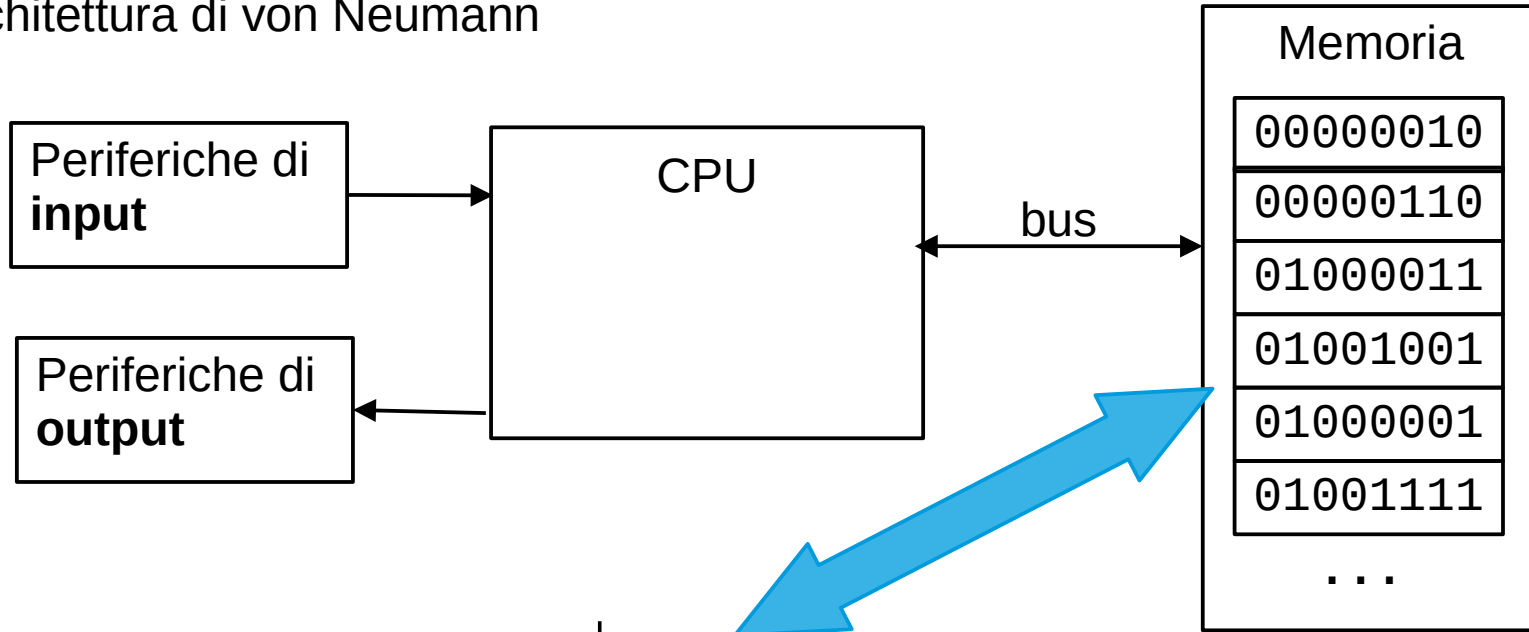 chitettura di von Neumann
Memoria
Periferiche di
input
CPU
bus
Periferiche di
output
00000010
00000110
01000011
01001001
01000001
01001111
...